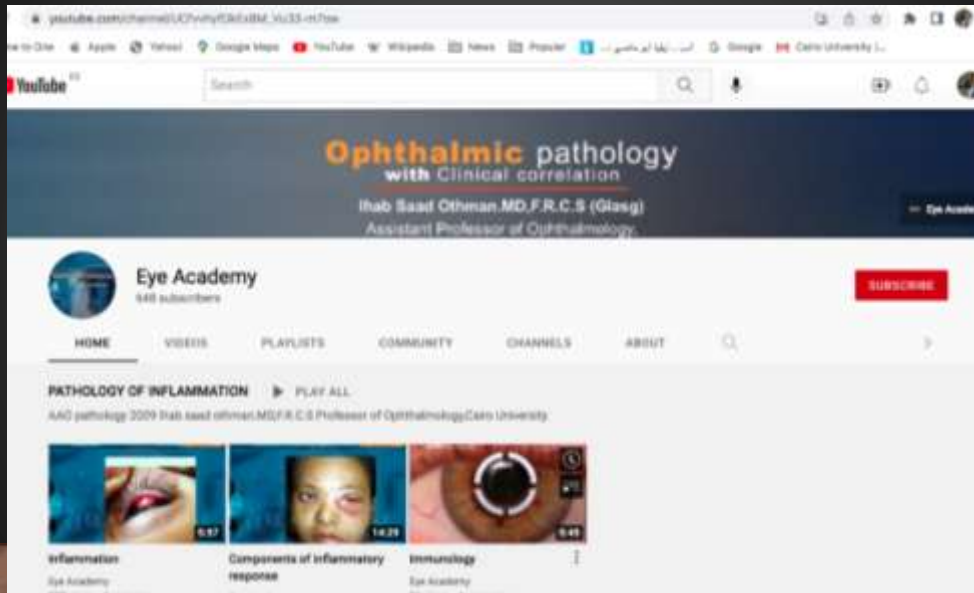 YouTube
Search
Ophthalmic pathology
with Clinical correlation
Ihab Saad Othman.MD,F.R.C.S (Glasg)
Assistant Professor of Ophthalmology.
Eye Academy
648 subscribers
SUBSCRIBE
HOME VIDEOS PLAYLISTS COMMUNITY CHANNELS ABOUT
PATHOLOGY OF INFLAMMATION PLAY ALL
AAO pathology 2009 Ihab saad othman.MD,F.R.C.S Professor of Ophthalmology,Cairo University
14:29
Inflammation
Components of inflammatory
response
Immunology
Eye Academy
Eye Academy